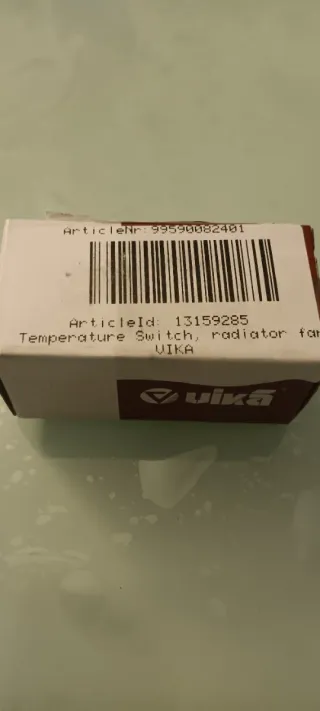 ArticleNr:99590082401
ArticleId: 13159285
Temperature Switch, radiator fan
VIKA
vika